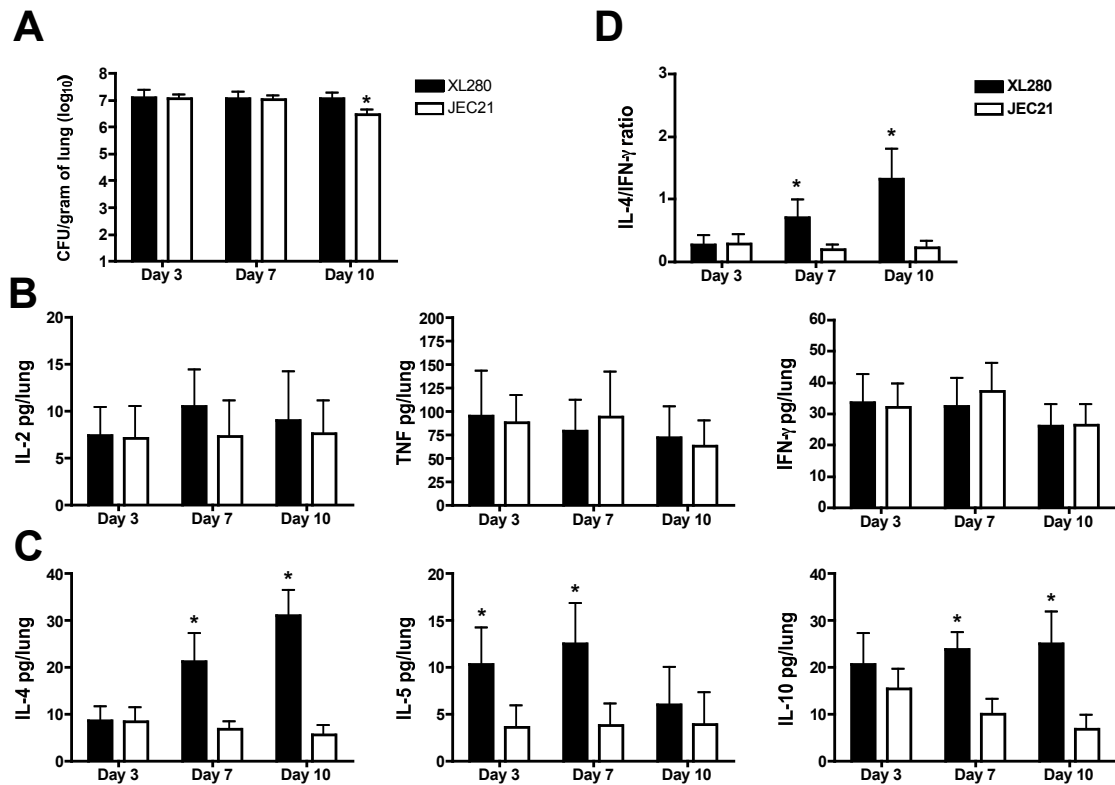 A
CFU/gram of lung (log10)
8
7
6
5
4
3
2
1
Day 3
Day 7
Day 10
*
XL280
JEC21
D
IL-4/IFN-γ ratio
3
2
1
0
Day 3
Day 7
Day 10
*
*
XL280
JEC21
B
IL-2 pg/lung
20
15
10
5
0
Day 3
Day 7
Day 10
TNF pg/lung
200
175
150
125
100
75
50
25
0
Day 3
Day 7
Day 10
IFN-γ pg/lung
60
50
40
30
20
10
0
Day 3
Day 7
Day 10
C
IL-4 pg/lung
40
30
20
10
0
Day 3
Day 7
Day 10
*
*
IL-5 pg/lung
20
15
10
5
0
Day 3
Day 7
Day 10
*
*
IL-10 pg/lung
40
30
20
10
0
Day 3
Day 7
Day 10
*
*